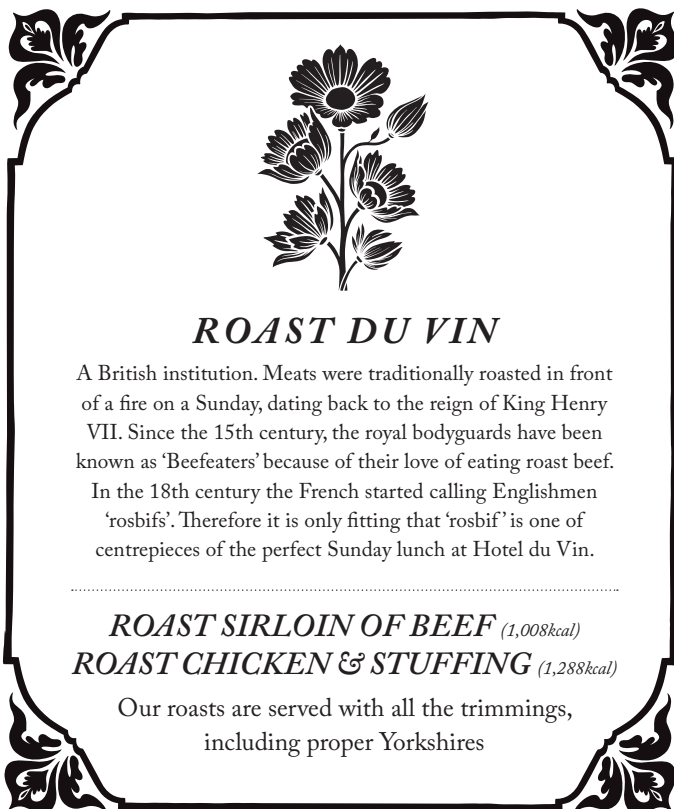 ROAST DU VIN
A British institution. Meats were traditionally roasted in front
of a fire on a Sunday, dating back to the reign of King Henry
VII. Since the 15th century, the royal bodyguards have been
known as ‘Beefeaters’ because of their love of eating roast beef.
In the 18th century the French started calling Englishmen
‘rosbifs’. Therefore it is only fitting that ‘rosbif’ is one of
centrepieces of the perfect Sunday lunch at Hotel du Vin.
ROAST SIRLOIN OF BEEF (1,008kcal)
ROAST CHICKEN & STUFFING (1,288kcal)
Our roasts are served with all the trimmings,
including proper Yorkshires